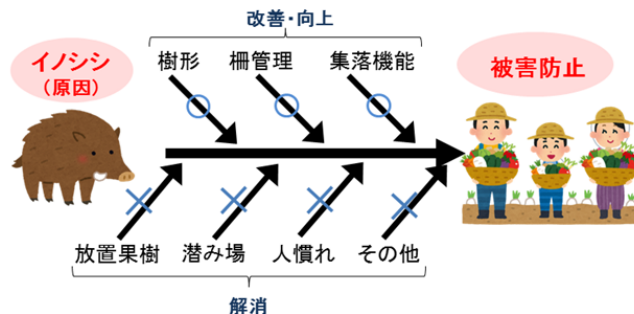 改善・向上
樹形 柵管理 集落機能
イノシシ
（原因）
被害防止
放置果樹 潜み場 人慣れ その他
解消